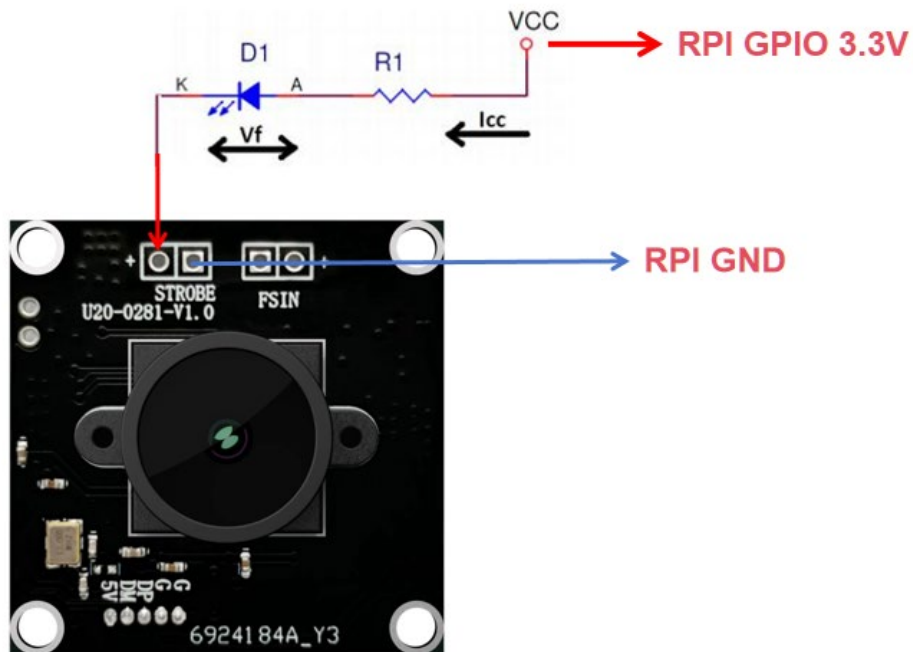 VCC
RPI GPIO 3.3V
D1
R1
K
A
Icc
Vf
RPI GND
+
+
STROBE
FSIN
U20-0281-V1.0
5V
DM
DP
G
G
6924184A_Y3